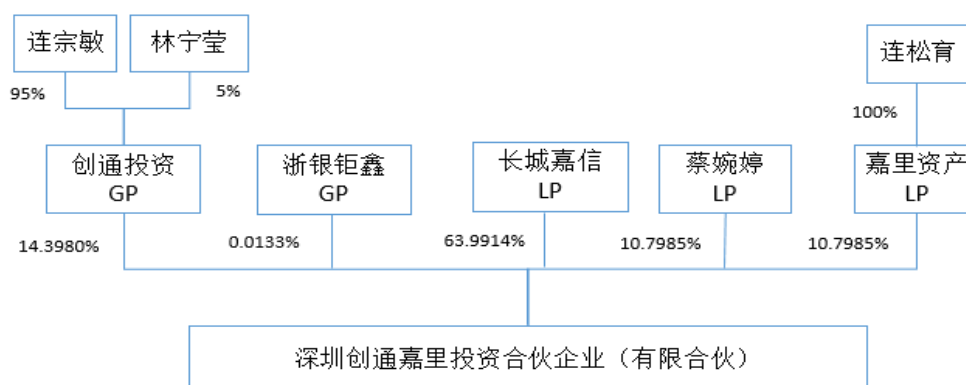 连宗敏
林宁莹
连松育
95%
5%
100%
创通投资
GP
浙银钜鑫
GP
长城嘉信
LP
蔡婉婷
LP
嘉里资产
LP
14.3980%
0.0133%
63.9914%
10.7985%
10.7985%
深圳创通嘉里投资合伙企业（有限合伙）